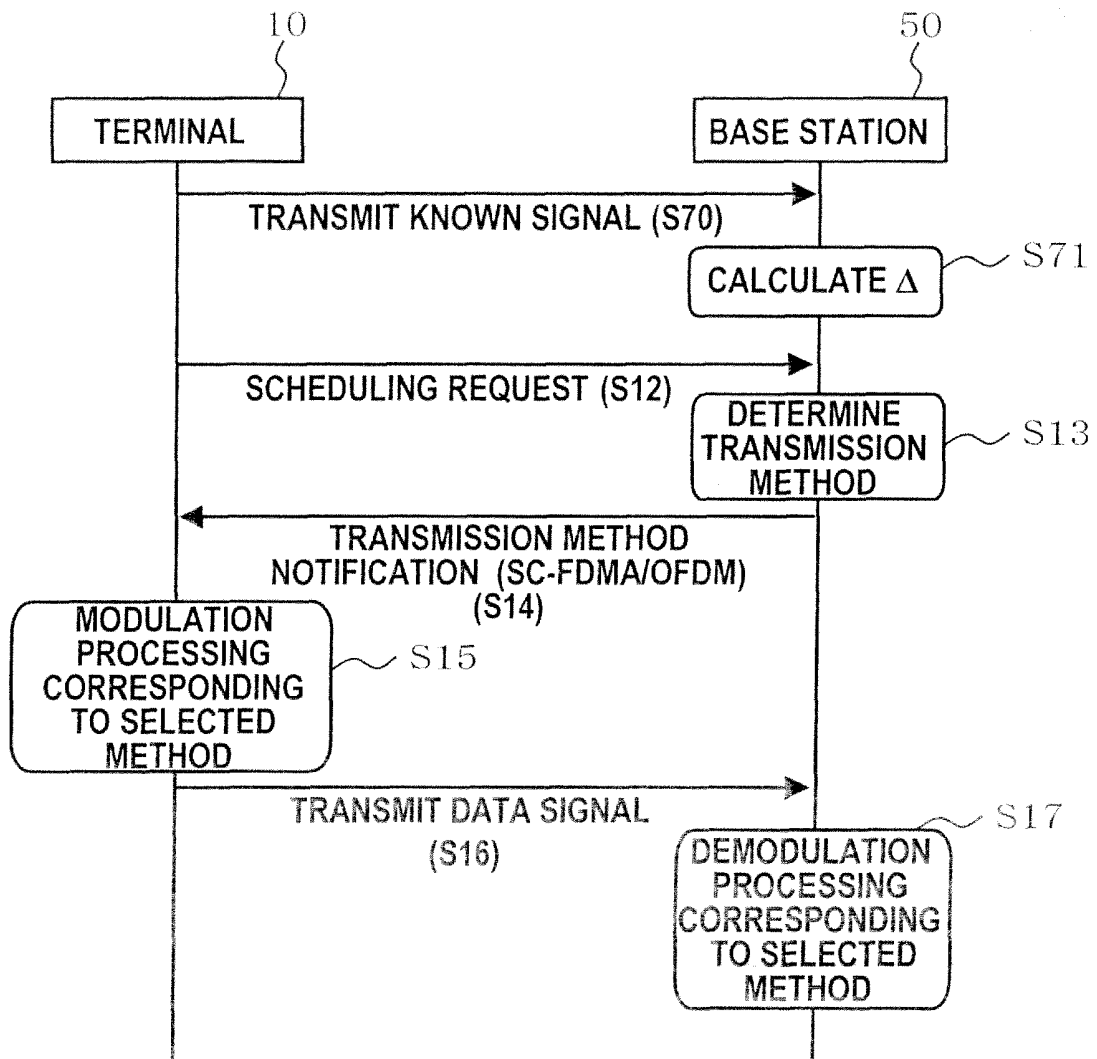 10
50
TERMINAL
BASE STATION
TRANSMIT KNOWN SIGNAL (S70)
CALCULATE Δ
S71
SCHEDULING REQUEST (S12)
DETERMINE
TRANSMISSION
METHOD
S13
TRANSMISSION METHOD
NOTIFICATION (SC-FDMA/OFDM)
(S14)
MODULATION
PROCESSING
CORRESPONDING
TO SELECTED
METHOD
S15
TRANSMIT DATA SIGNAL
(S16)
S17
DEMODULATION
PROCESSING
CORRESPONDING
TO SELECTED
METHOD